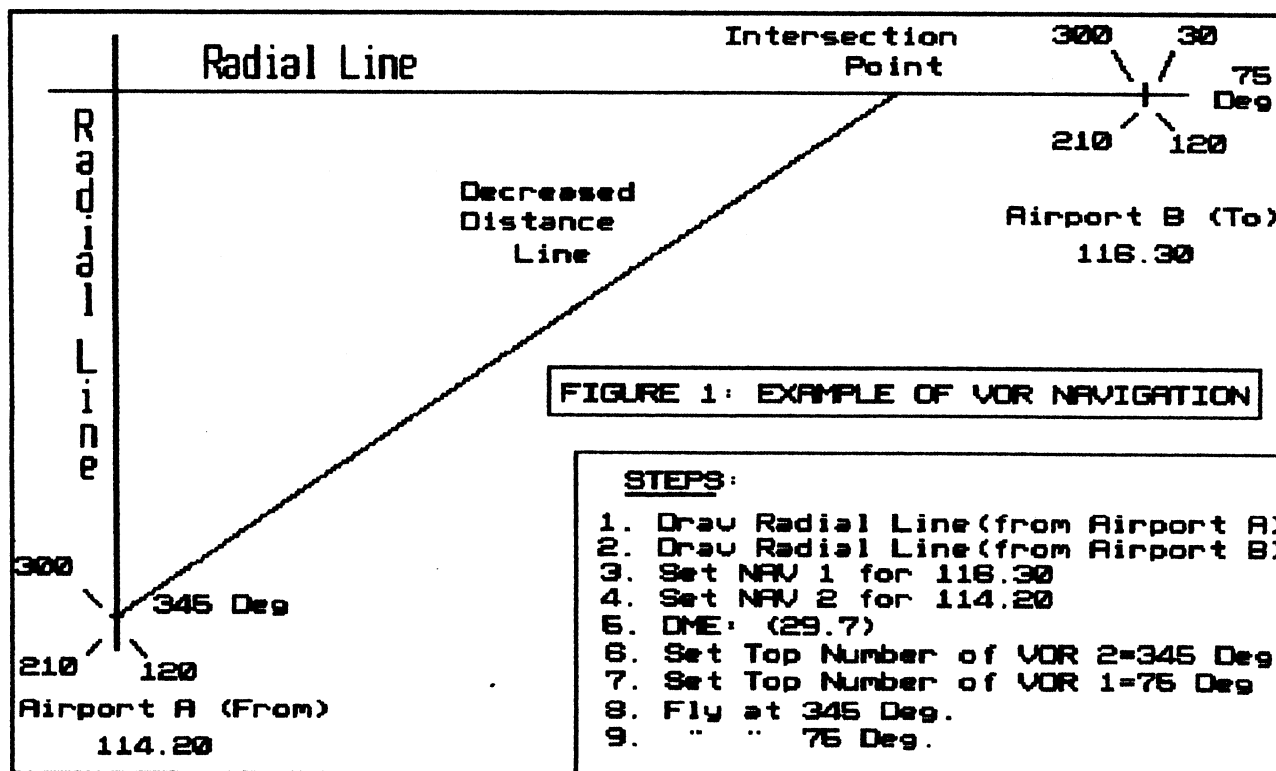 Radial Line
Intersection
Point
300 30
75
Deg
210 120
Radial Line
Decreased
Distance
Line
Airport B (To)
116.30
FIGURE 1: EXAMPLE OF VOR NAVIGATION
STEPS:
1. Draw Radial Line(from Airport A)
2. Draw Radial Line(from Airport B)
3. Set NAV 1 for 116.30
4. Set NAV 2 for 114.20
5. DME: (29.7)
6. Set Top Number of VOR 2=345 Deg
7. Set Top Number of VOR 1=75 Deg
8. Fly at 345 Deg.
9. " " 75 Deg.
300
345 Deg
210 120
Airport A (From)
114.20